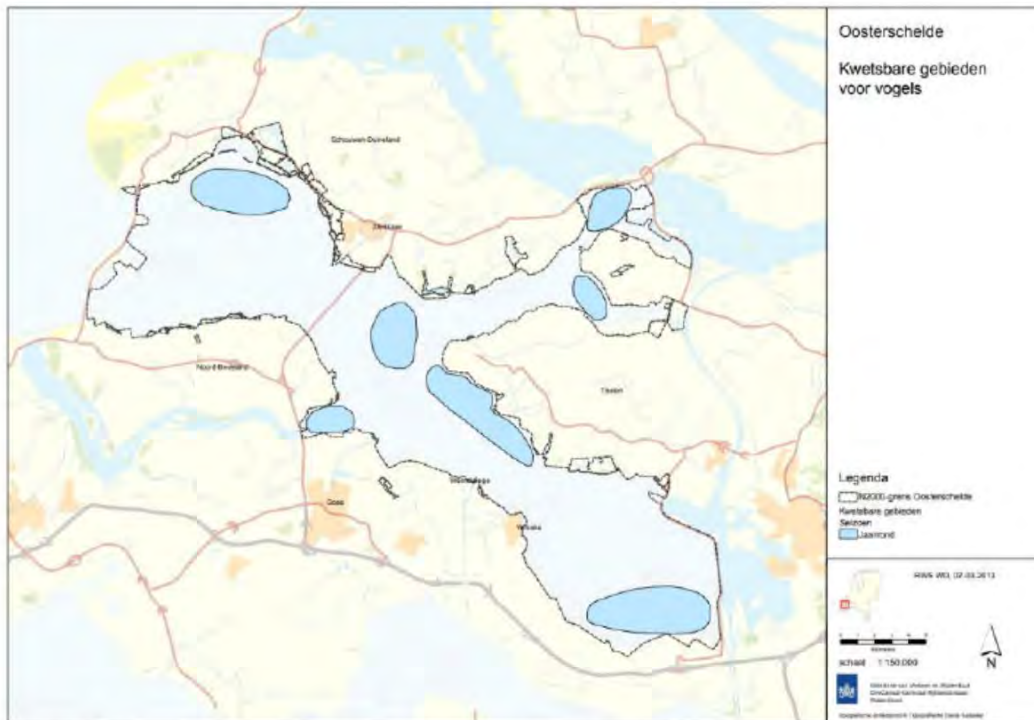 Oosterschelde
Kwetsbare gebieden
voor vogels
Schouwen-Duiveland
Zierikzee
Noord-Beveland
Tholen
Goes
Yerseke
Legenda
N2000-grens Oosterschelde
Kwetsbare gebieden
Seizoen
Jaarrond
schaal 1:150.000
N